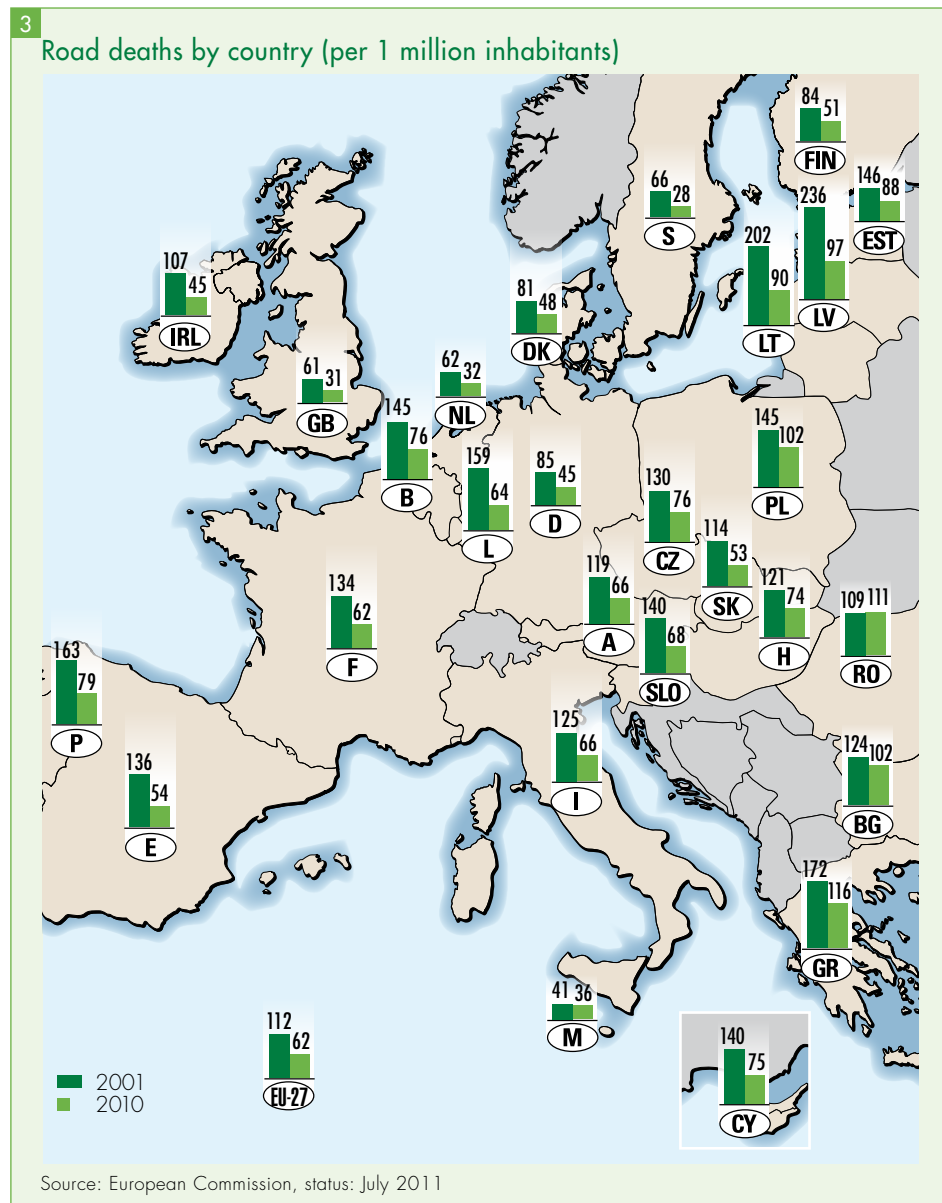 3
Road deaths by country (per 1 million inhabitants)
84 51
FIN
146 88
EST
66 28
S
236
97
LV
202
90
LT
107
45
IRL
81
48
DK
61 31
GB
62 32
NL
145
76
B
159
64
L
85
45
D
130
76
CZ
145
102
PL
114
53
SK
119
66
A
121
74
H
109 111
RO
134
62
F
140
68
SLO
163
79
P
125
66
I
136
54
E
124 102
BG
172
116
GR
41 36
M
112
62
EU-27
140
75
CY
2001
2010
Source: European Commission, status: July 2011